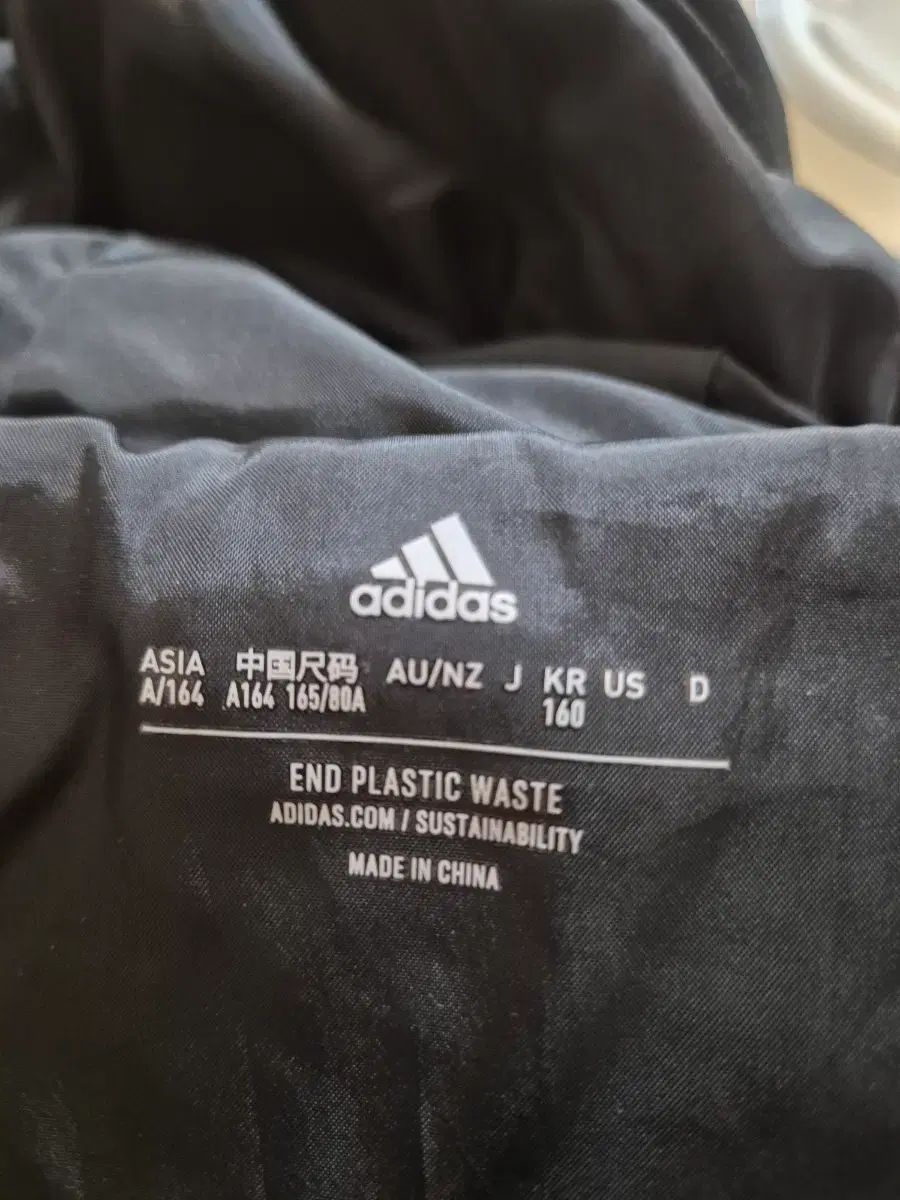 adidas
ASIA 中国尺码 AU/NZ J KR US D
A/164 A164 165/80A 160
END PLASTIC WASTE
ADIDAS.COM / SUSTAINABILITY
MADE IN CHINA